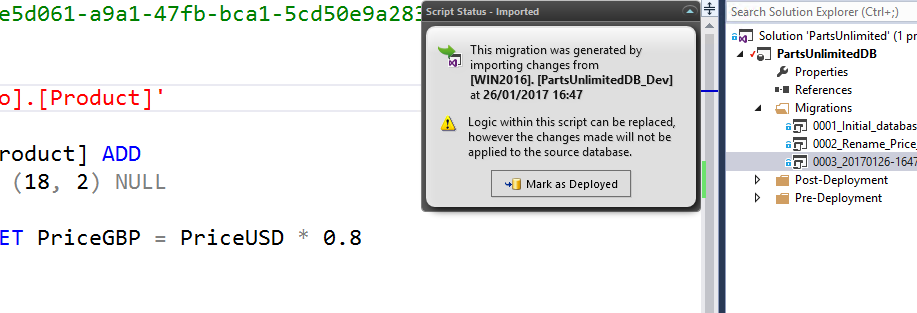 e5d061-a9a1-47fb-bca1-5cd50e9a283
o].[Product]'
roduct] ADD
(18, 2) NULL
ET PriceGBP = PriceUSD * 0.8
Script Status - Imported
This migration was generated by
importing changes from
[WIN2016]. [PartsUnlimitedDB_Dev]
at 26/01/2017 16:47
Logic within this script can be replaced,
however the changes made will not be
applied to the source database.
Mark as Deployed
Search Solution Explorer (Ctrl+;)
Solution 'PartsUnlimited' (1 pr
PartsUnlimitedDB
Properties
References
Migrations
0001_Initial_databas
0002_Rename_Price_
0003_20170126-1647
Post-Deployment
Pre-Deployment